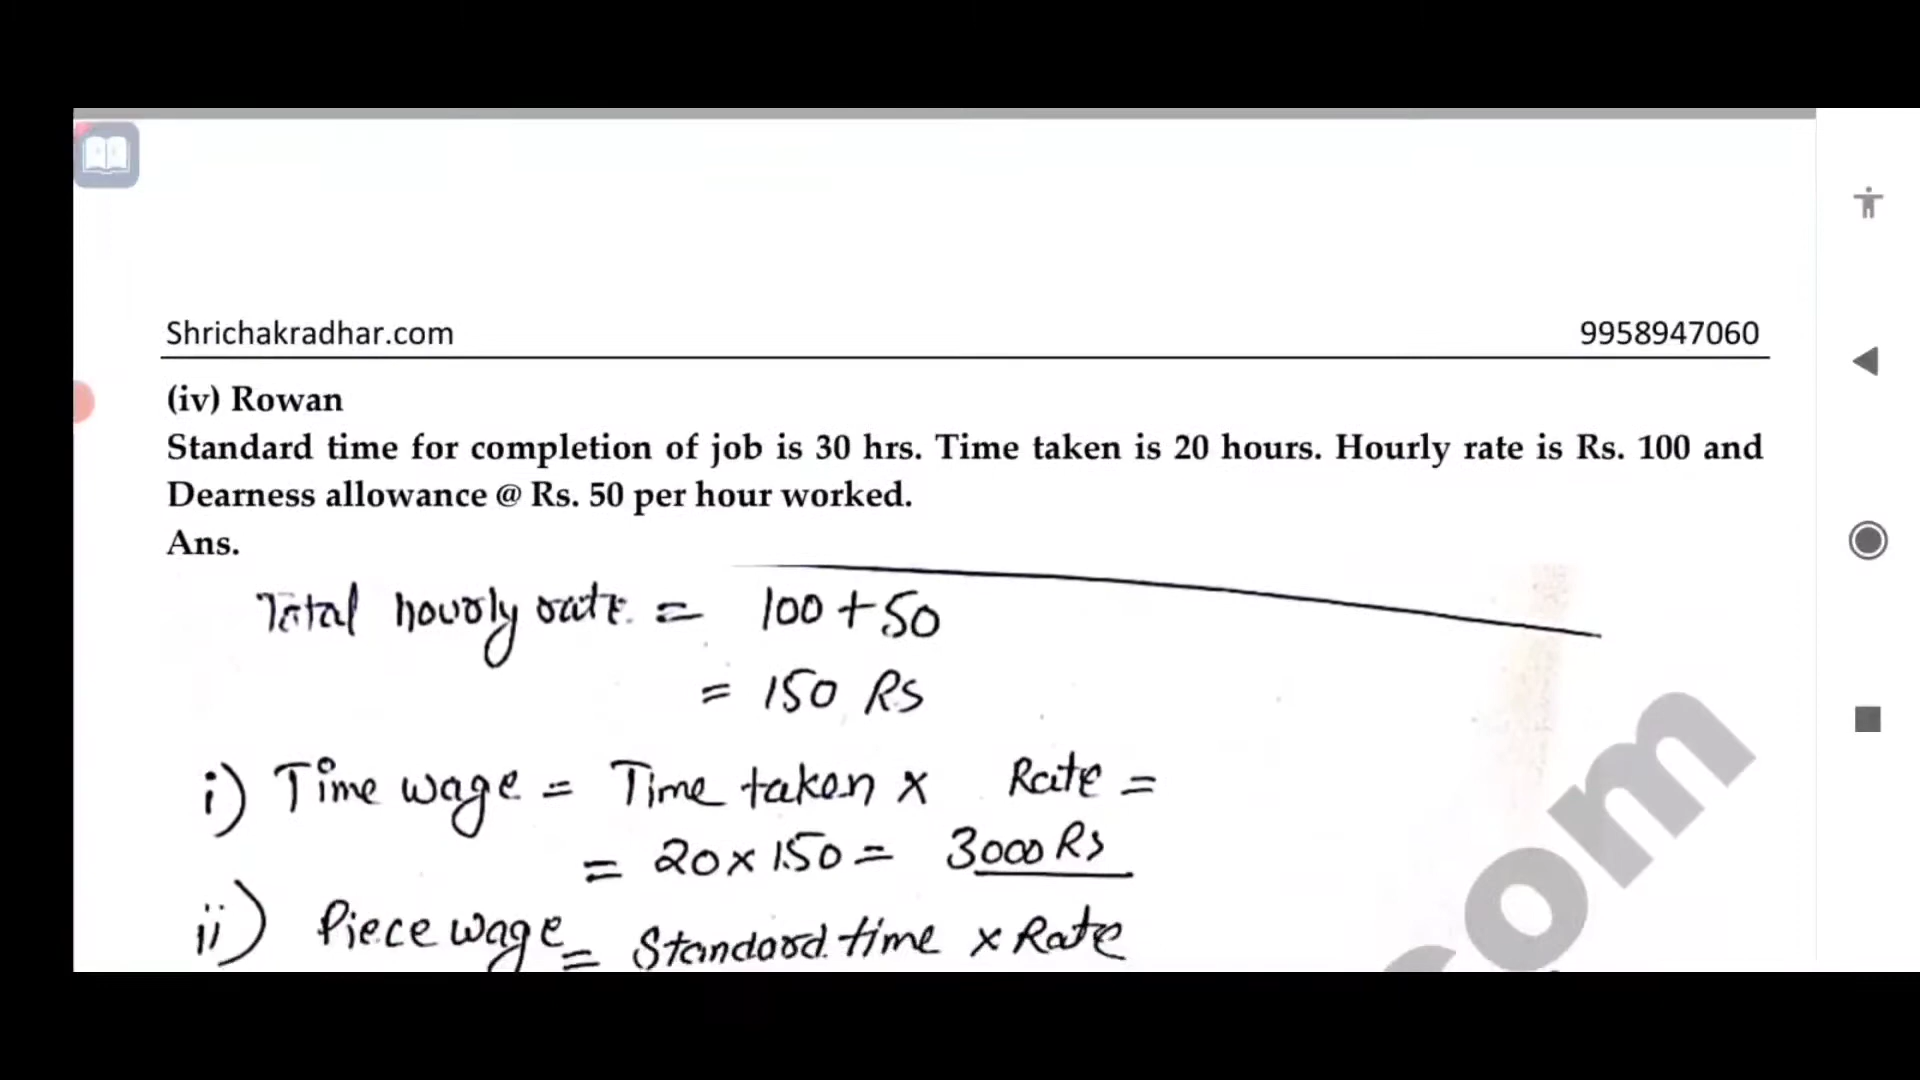 Shrichakradhar.com 9958947060
(iv) Rowan
Standard time for completion of job is 30 hrs. Time taken is 20 hours. Hourly rate is Rs. 100 and
Dearness allowance @ Rs. 50 per hour worked.
Ans.
Total hourly rate = 100 + 50
= 150 Rs
i) Time wage = Time taken × Rate =
= 20 × 150 = 3000 Rs
ii) Piece wage = Standard time × Rate
om